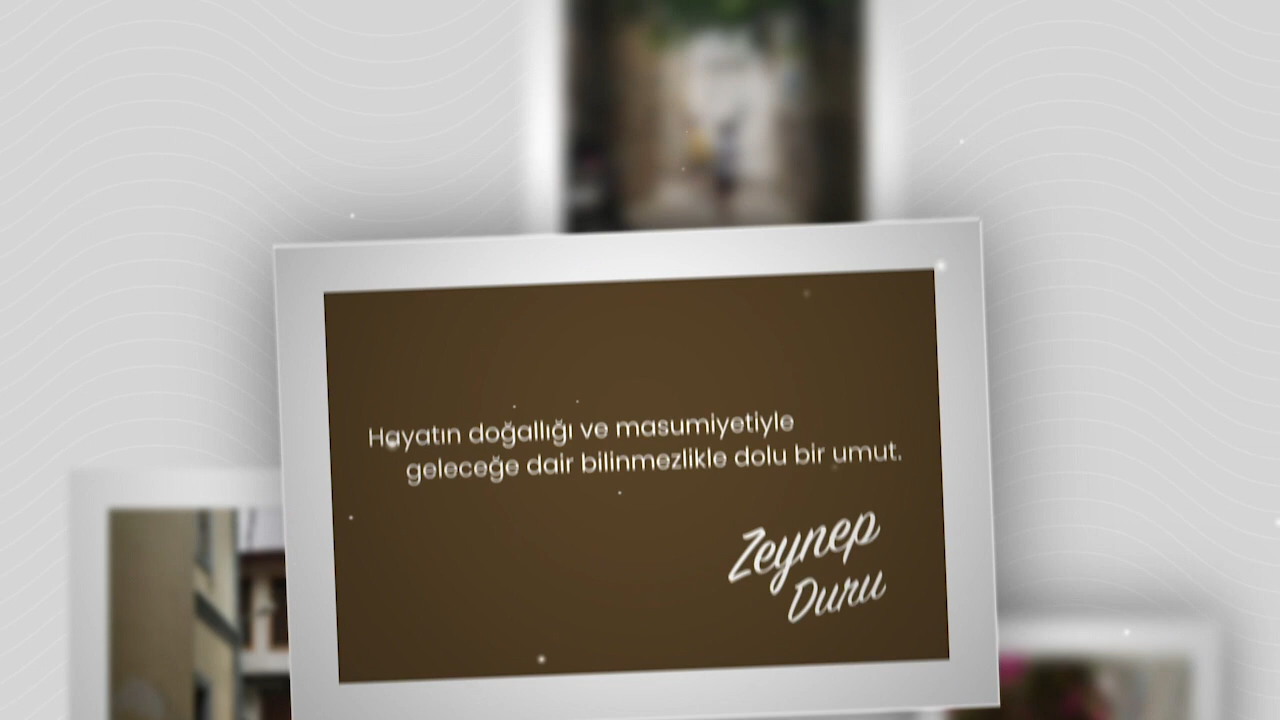 Hayatın doğallığı ve masumiyetiyle
geleceğe dair bilinmezlikle dolu bir umut.
Zeynep
Duru